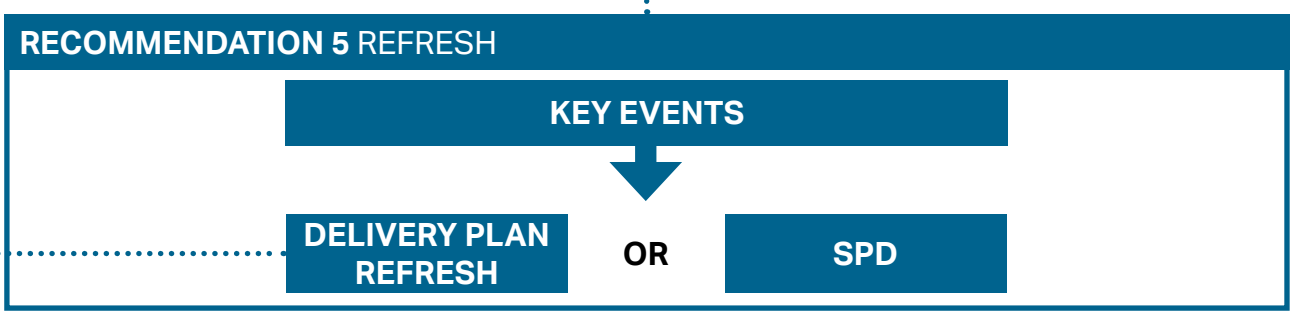 RECOMMENDATION 5 REFRESH
KEY EVENTS
DELIVERY PLAN
REFRESH
OR
SPD